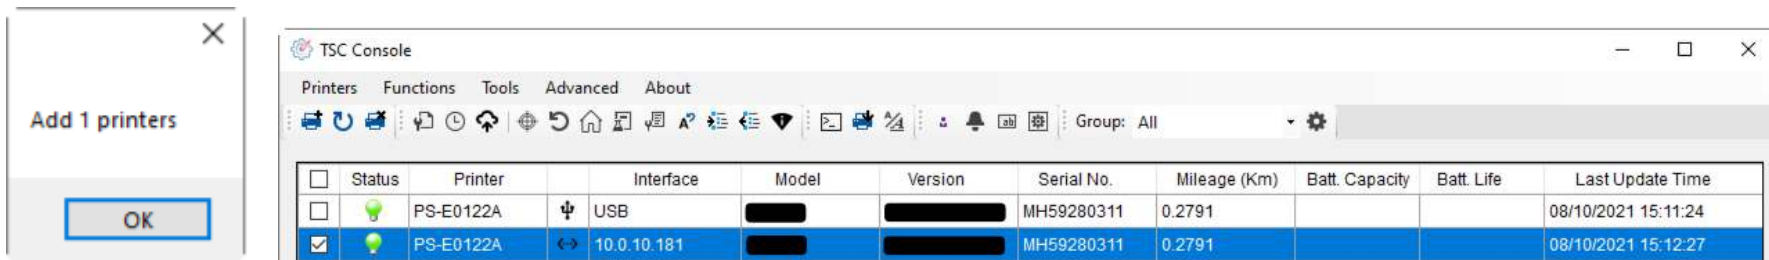 Add 1 printers
OK
TSC Console
Printers Functions Tools Advanced About
Group: All
Status Printer Interface Model Version Serial No. Mileage (Km) Batt. Capacity Batt. Life Last Update Time
PS-E0122A USB MH59280311 0.2791 08/10/2021 15:11:24
PS-E0122A 10.0.10.181 MH59280311 0.2791 08/10/2021 15:12:27